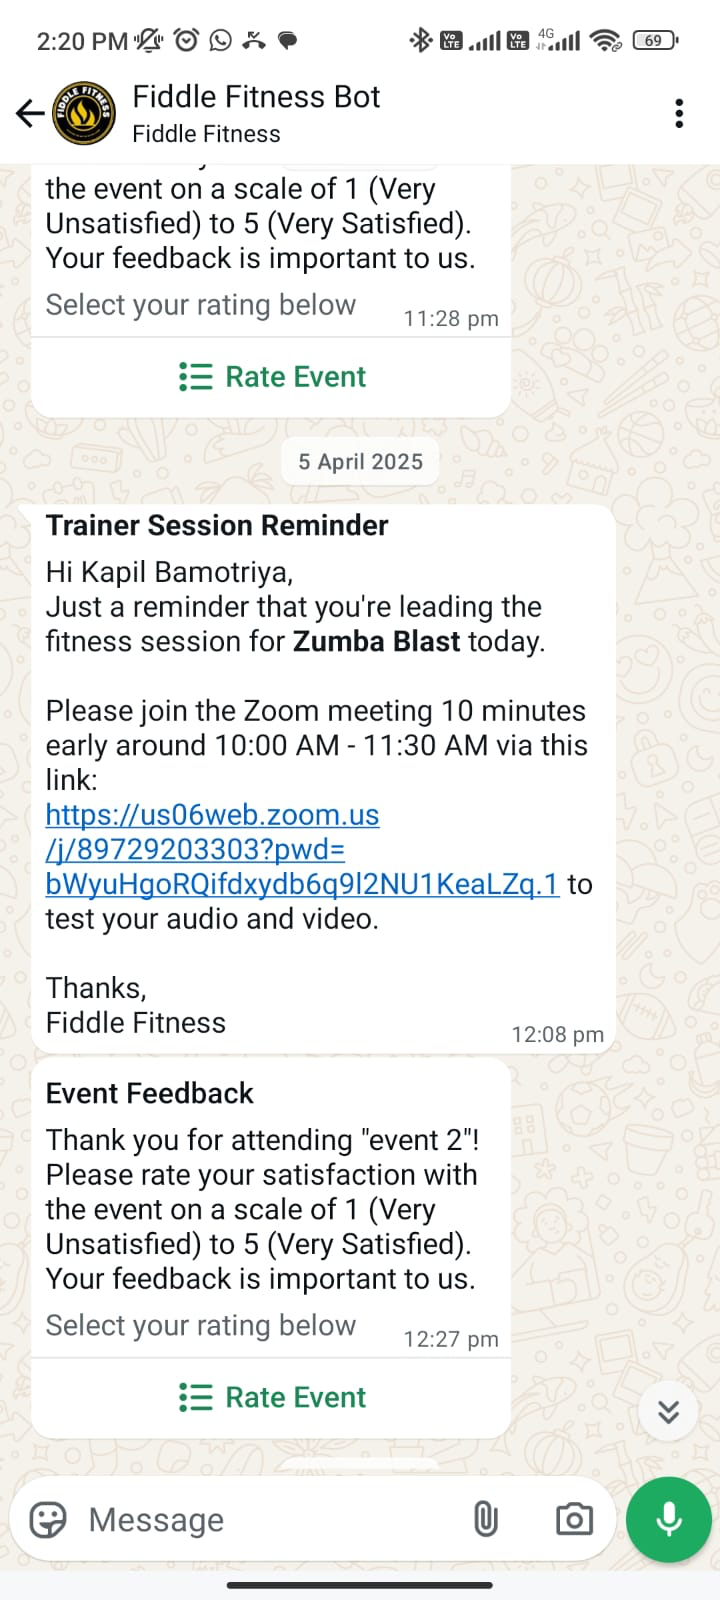 2:20 PM
Vo LTE
Vo LTE
4G
69
FIDDLE FITNESS
Fiddle Fitness Bot
Fiddle Fitness
the event on a scale of 1 (Very
Unsatisfied) to 5 (Very Satisfied).
Your feedback is important to us.
Select your rating below
11:28 pm
Rate Event
5 April 2025
Trainer Session Reminder
Hi Kapil Bamotriya,
Just a reminder that you're leading the
fitness session for Zumba Blast today.
Please join the Zoom meeting 10 minutes
early around 10:00 AM - 11:30 AM via this
link:
https://us06web.zoom.us
/j/89729203303?pwd=
bWyuHgoRQifdxydb6q9l2NU1KeaLZq.1 to
test your audio and video.
Thanks,
Fiddle Fitness
12:08 pm
Event Feedback
Thank you for attending "event 2"!
Please rate your satisfaction with
the event on a scale of 1 (Very
Unsatisfied) to 5 (Very Satisfied).
Your feedback is important to us.
Select your rating below
12:27 pm
Rate Event
Message